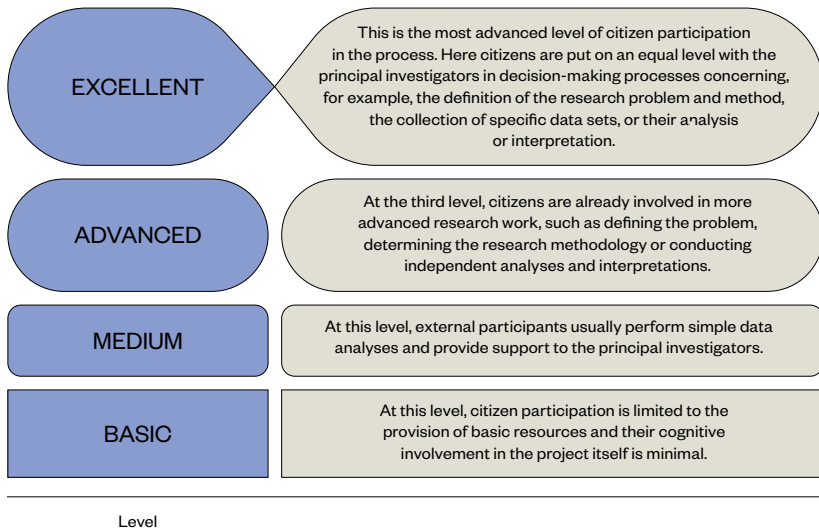 EXCELLENT
This is the most advanced level of citizen participation
in the process. Here citizens are put on an equal level with the
principal investigators in decision-making processes concerning,
for example, the definition of the research problem and method,
the collection of specific data sets, or their analysis
or interpretation.
ADVANCED
At the third level, citizens are already involved in more
advanced research work, such as defining the problem,
determining the research methodology or conducting
independent analyses and interpretations.
MEDIUM
At this level, external participants usually perform simple data
analyses and provide support to the principal investigators.
BASIC
At this level, citizen participation is limited to the
provision of basic resources and their cognitive
involvement in the project itself is minimal.
Level